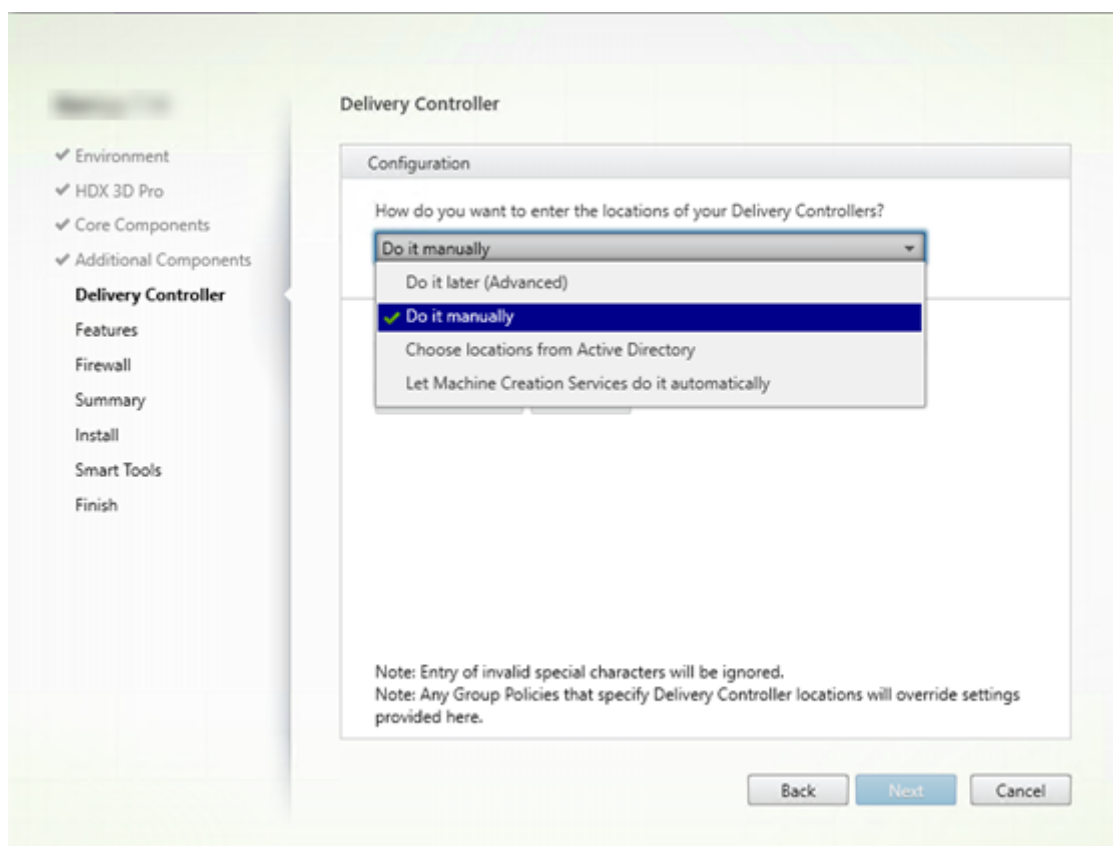 Delivery Controller
Environment
HDX 3D Pro
Core Components
Additional Components
Delivery Controller
Features
Firewall
Summary
Install
Smart Tools
Finish
Configuration
How do you want to enter the locations of your Delivery Controllers?
Do it manually
Do it later (Advanced)
Do it manually
Choose locations from Active Directory
Let Machine Creation Services do it automatically
Note: Entry of invalid special characters will be ignored.
Note: Any Group Policies that specify Delivery Controller locations will override settings
provided here.
Back
Next
Cancel